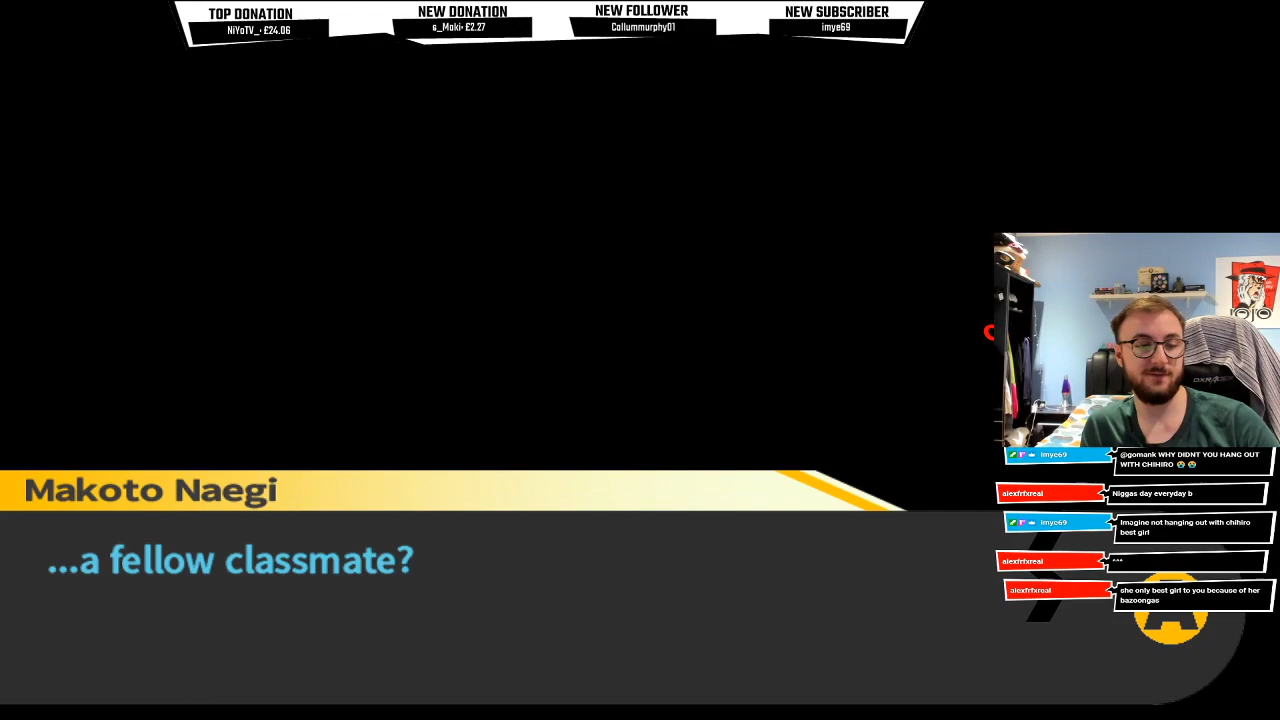 TOP DONATION
NiYoTV_• £24.06
NEW DONATION
s_Maki• £2.27
NEW FOLLOWER
Callummurphy01
NEW SUBSCRIBER
imye69
JOJO
DXRACER
imye69
@gomank WHY DIDNT YOU HANG OUT
WITH CHIHIRO 😭 😭
alexfrfxreal
Niggas day everyday b
imye69
Imagine not hanging out with chihiro
best girl
alexfrfxreal
^^^
alexfrfxreal
she only best girl to you because of her
bazoongas
Makoto Naegi
...a fellow classmate?
A